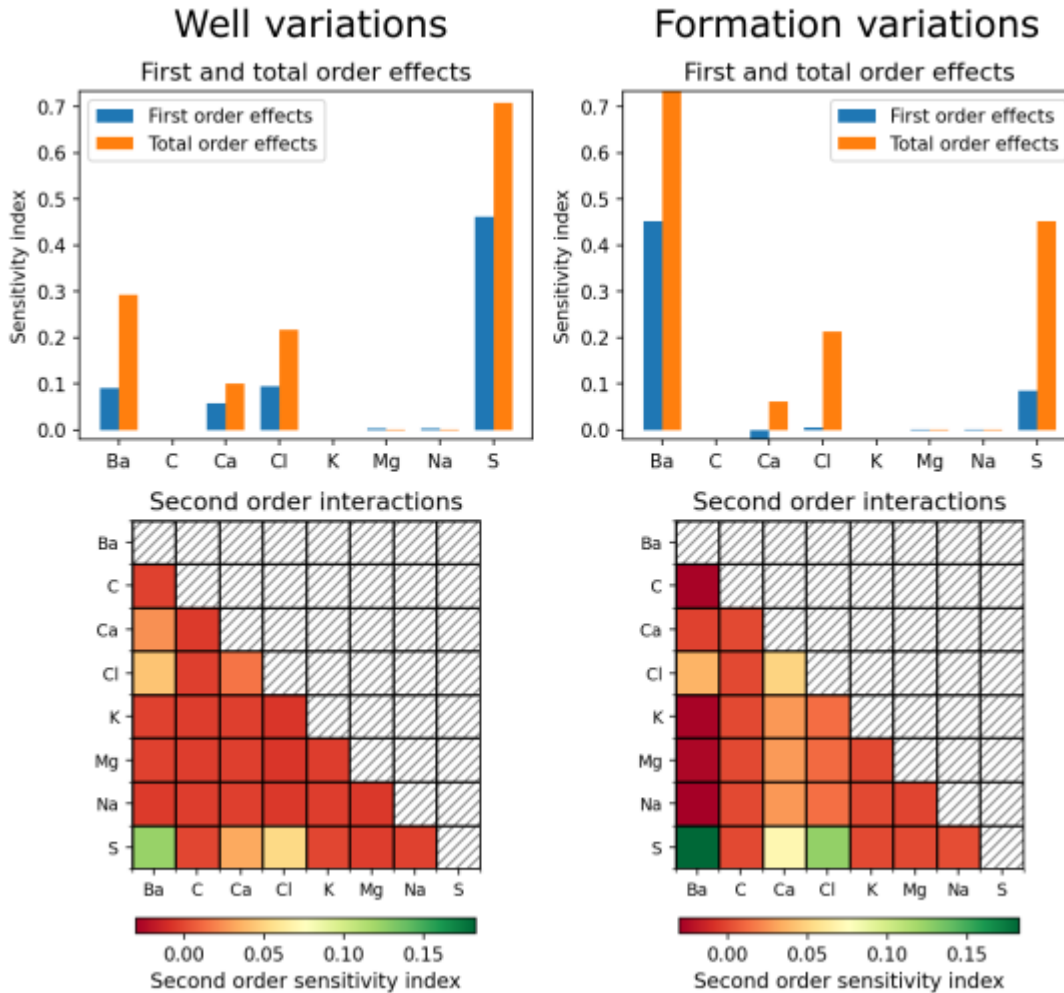 Well variations
Formation variations
First and total order effects
First and total order effects
Sensitivity index
0.7
0.6
0.5
0.4
0.3
0.2
0.1
0.0
First order effects
Total order effects
Ba C Ca Cl K Mg Na S
Sensitivity index
0.7
0.6
0.5
0.4
0.3
0.2
0.1
0.0
First order effects
Total order effects
Ba C Ca Cl K Mg Na S
Second order interactions
Ba
C
Ca
Cl
K
Mg
Na
S
Ba C Ca Cl K Mg Na S
0.00 0.05 0.10 0.15
Second order sensitivity index
Second order interactions
Ba
C
Ca
Cl
K
Mg
Na
S
Ba C Ca Cl K Mg Na S
0.00 0.05 0.10 0.15
Second order sensitivity index